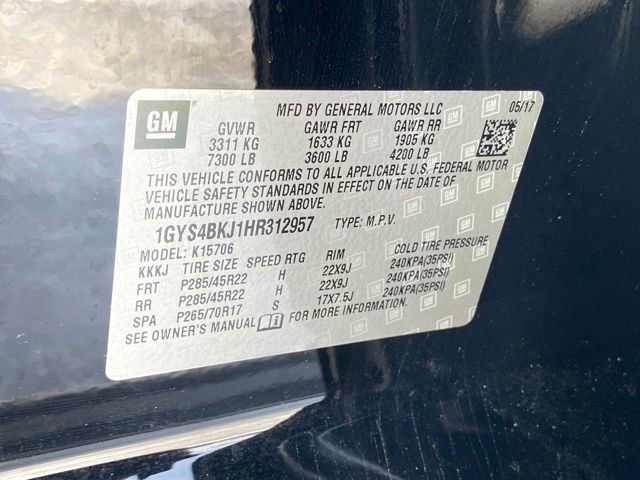 GM
MFD BY GENERAL MOTORS LLC 05/17
GVWR GAWR FRT GAWR RR
3311 KG 1633 KG 1905 KG
7300 LB 3600 LB 4200 LB
THIS VEHICLE CONFORMS TO ALL APPLICABLE U.S. FEDERAL MOTOR
VEHICLE SAFETY STANDARDS IN EFFECT ON THE DATE OF
MANUFACTURE SHOWN ABOVE.
1GYS4BKJ1HR312957 TYPE: M.P.V.
MODEL: K15706
KKKJ TIRE SIZE SPEED RTG RIM COLD TIRE PRESSURE
FRT P285/45R22 H 22X9J 240KPA(35PSI)
RR P285/45R22 H 22X9J 240KPA(35PSI)
SPA P265/70R17 S 17X7.5J 240KPA(35PSI)
SEE OWNER'S MANUAL FOR MORE INFORMATION.